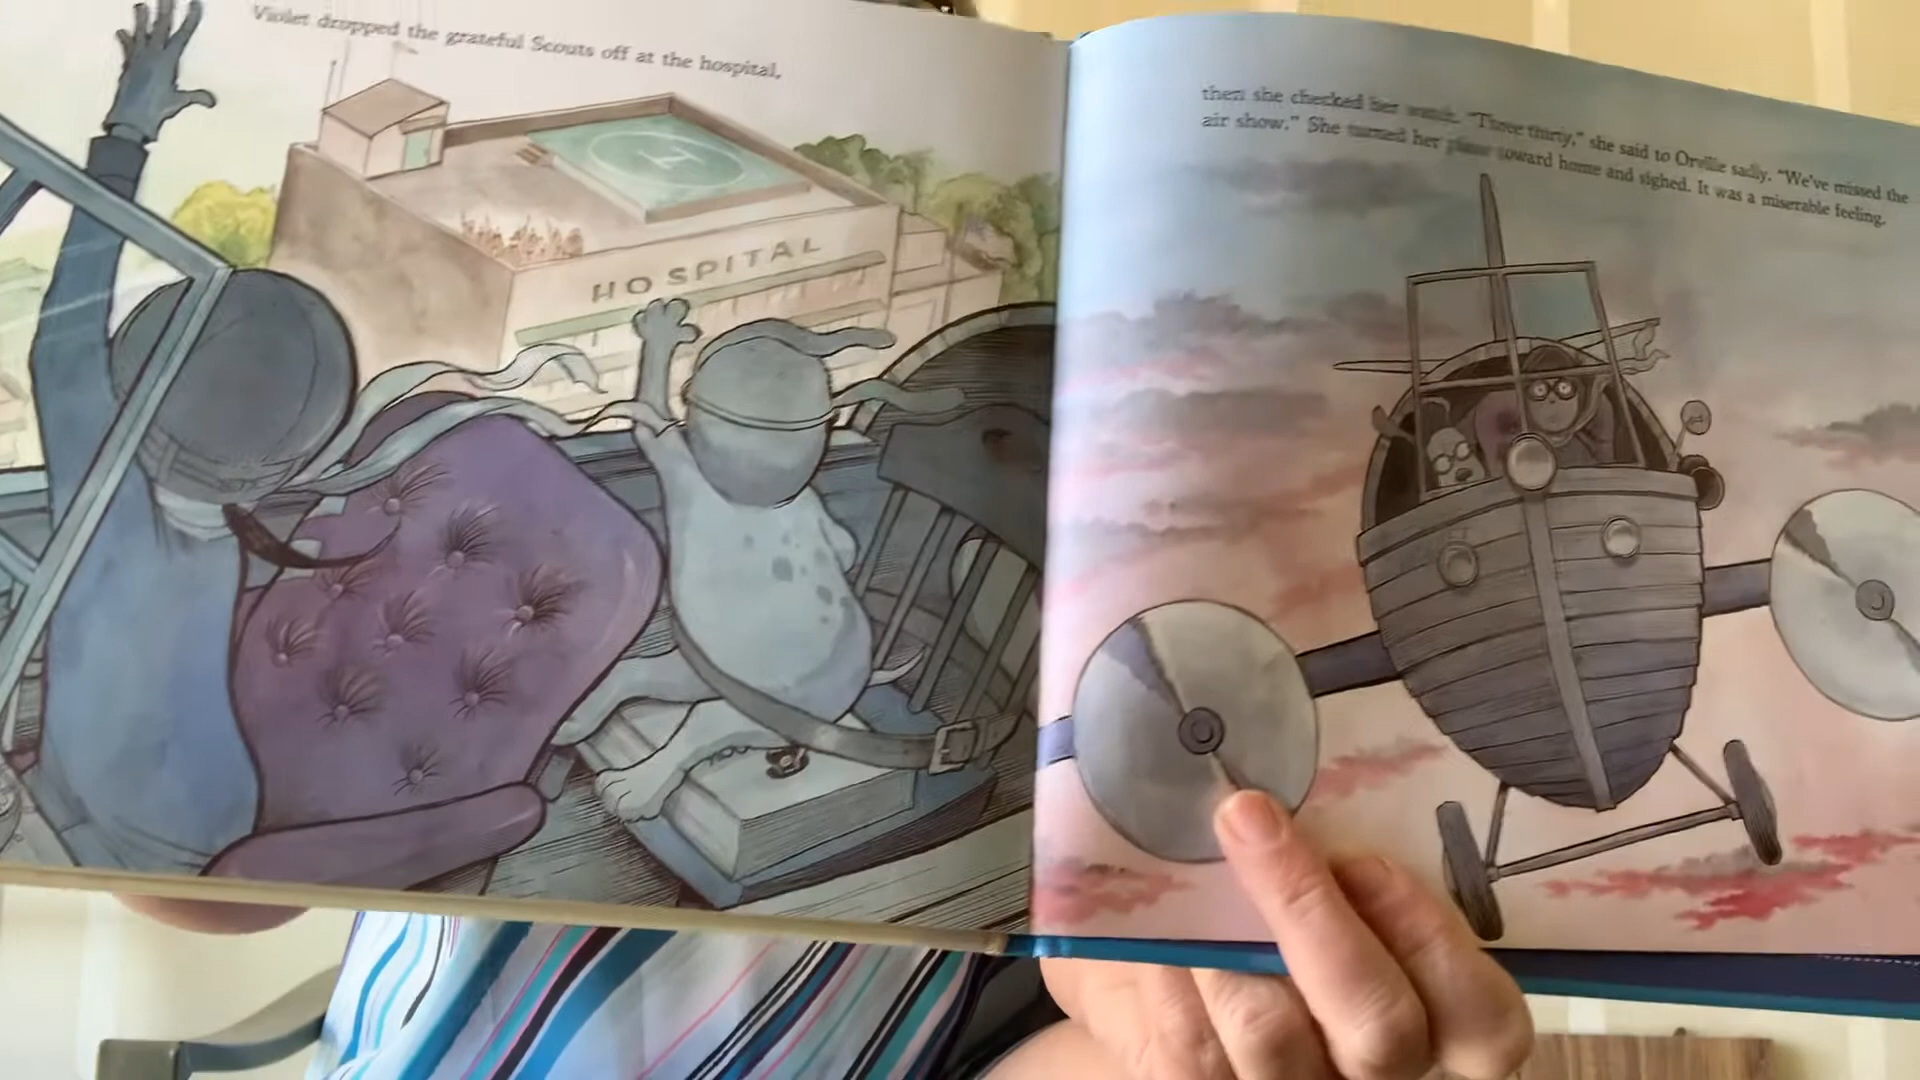 Violet dropped the grateful Scouts off at the hospital,
H
HOSPITAL
then she checked her watch. "Three thirty," she said to Orville sadly. "We've missed the
air show." She turned her plane toward home and sighed. It was a miserable feeling.